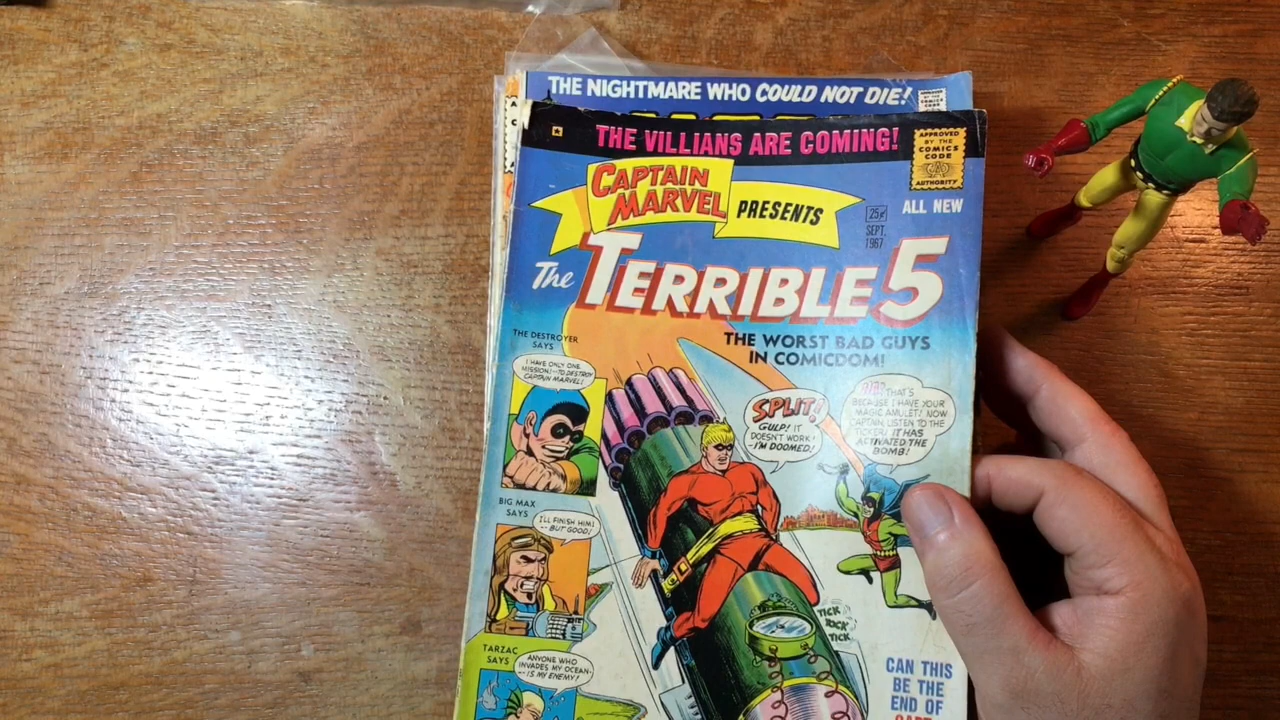 THE NIGHTMARE WHO COULD NOT DIE!
THE VILLIANS ARE COMING!
APPROVED
BY THE
COMICS
CODE
AUTHORITY
CAPTAIN
MARVEL
PRESENTS
25¢
SEPT.
1967
ALL NEW
The TERRIBLE 5
THE WORST BAD GUYS
IN COMICDOM!
THE DESTROYER
SAYS
I HAVE ONLY ONE
MISSION!--TO DESTROY
CAPTAIN MARVEL!
SPLIT!
GULP! IT
DOESN'T WORK!
-I'M DOOMED!
THAT'S
BECAUSE I HAVE YOUR
MAGIC AMULET! NOW
CAPTAIN, LISTEN TO THE
TICKER! IT HAS
ACTIVATED THE
BOMB!
BIG MAX
SAYS
I'LL FINISH HIM!
--BUT GOOD!
TICK
TOCK
TICK
TARZAC
SAYS
ANYONE WHO
INVADES MY OCEAN-
-IS MY ENEMY!
CAN THIS
BE THE
END OF
CAPT.